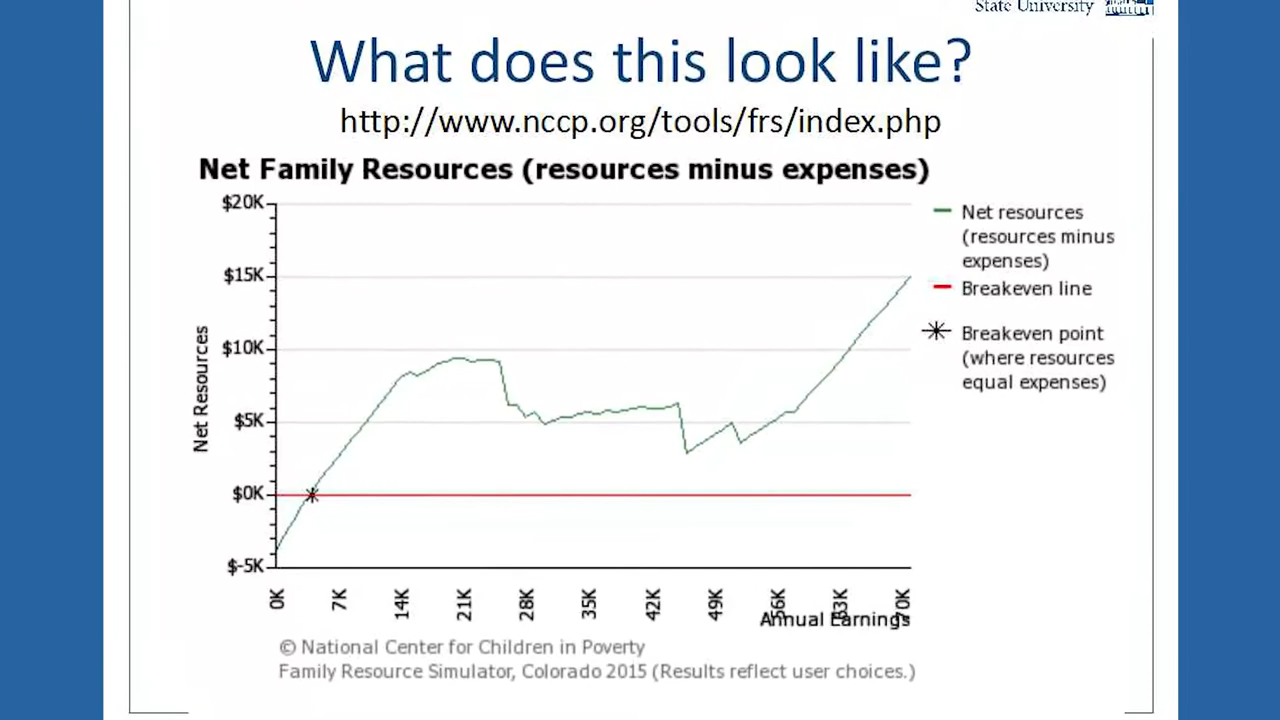 State University
What does this look like?
http://www.nccp.org/tools/frs/index.php
Net Family Resources (resources minus expenses)
$20K
$15K
$10K
$5K
$0K
$-5K
Net Resources
0K
7K
14K
21K
28K
35K
42K
49K
56K
63K
70K
Annual Earnings
Net resources
(resources minus
expenses)
Breakeven line
Breakeven point
(where resources
equal expenses)
© National Center for Children in Poverty
Family Resource Simulator, Colorado 2015 (Results reflect user choices.)